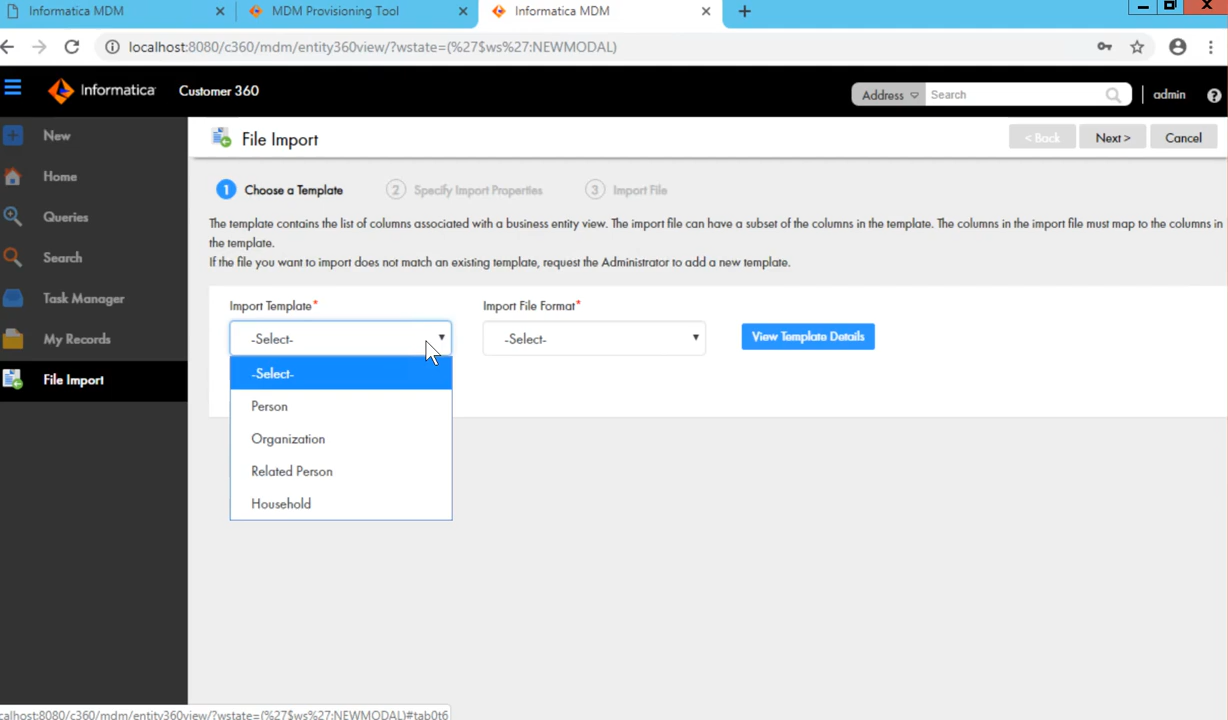 Informatica MDM
MDM Provisioning Tool
Informatica MDM
localhost:8080/c360/mdm/entity360view/?wstate=(%27$ws%27:NEWMODAL)
Informatica
Customer 360
Address
Search
admin
New
Home
Queries
Search
Task Manager
My Records
File Import
File Import
< Back
Next >
Cancel
1 Choose a Template
2 Specify Import Properties
3 Import File
The template contains the list of columns associated with a business entity view. The import file can have a subset of the columns in the template. The columns in the import file must map to the columns in
the template.
If the file you want to import does not match an existing template, request the Administrator to add a new template.
Import Template*
Import File Format*
-Select-
-Select-
View Template Details
-Select-
Person
Organization
Related Person
Household
calhost:8080/c360/mdm/entity360view/?wstate=(%27$ws%27:NEWMODAL)#tab0t6